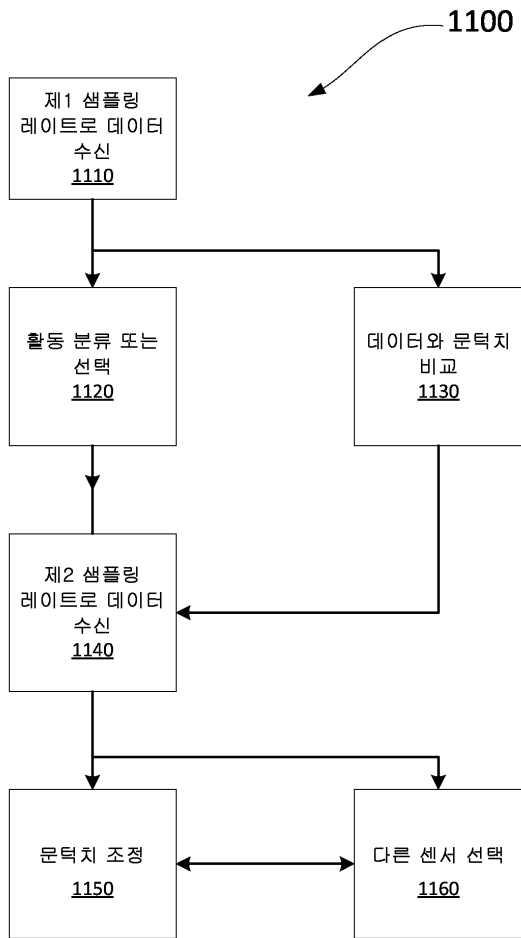 1100
제1 샘플링
레이트로 데이터
수신
1110
활동 분류 또는
선택
1120
데이터와 문턱치
비교
1130
제2 샘플링
레이트로 데이터
수신
1140
문턱치 조정
1150
다른 센서 선택
1160